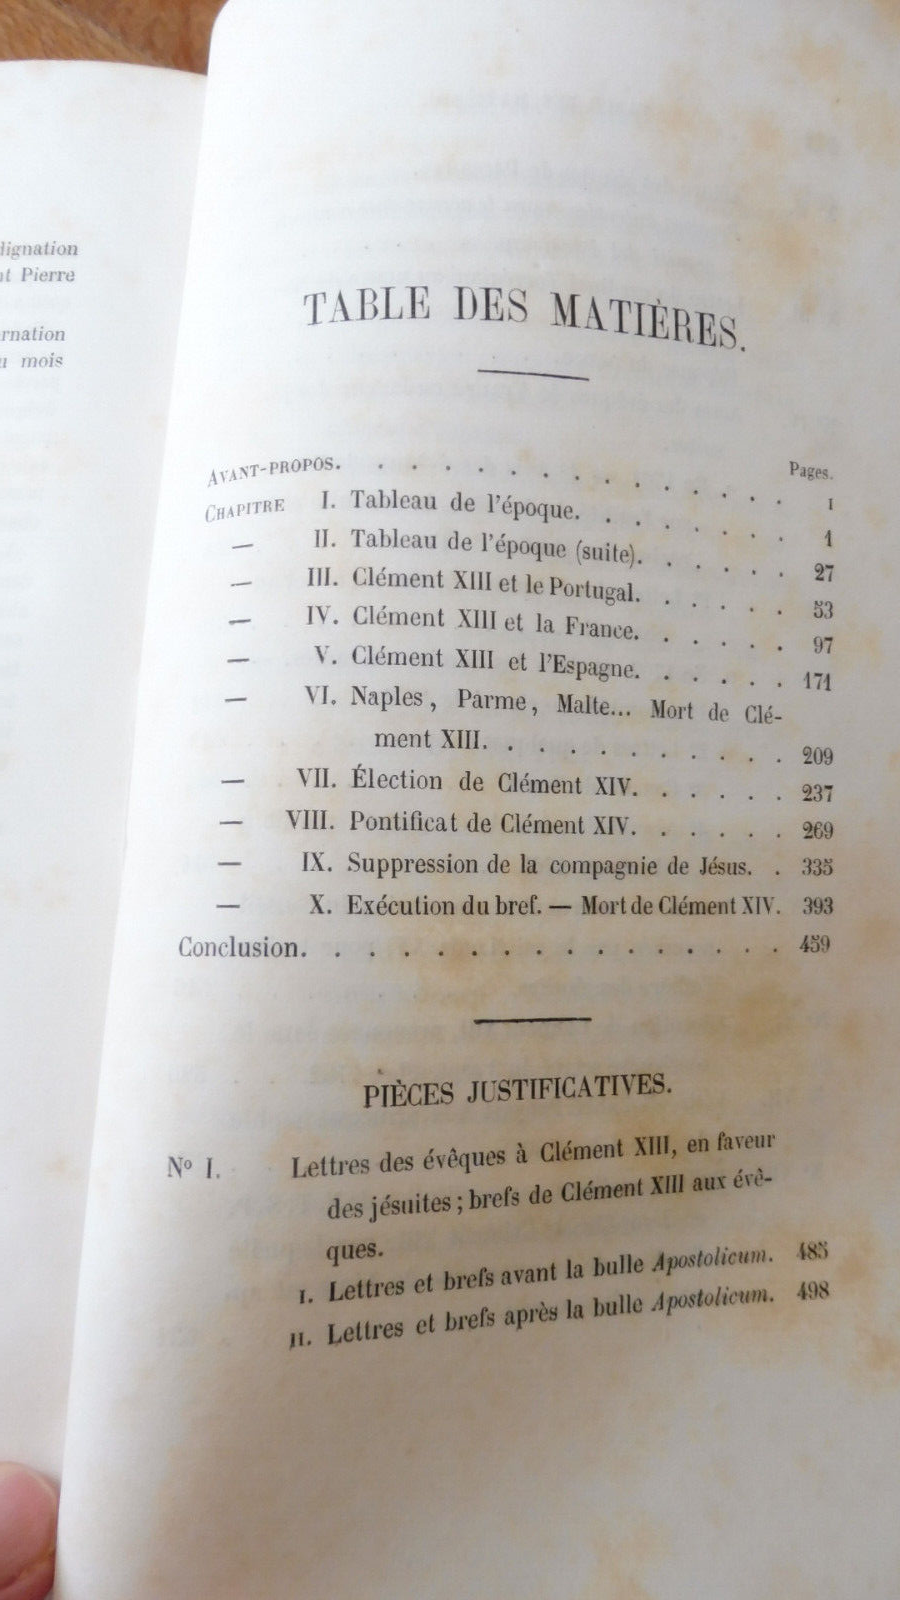 dignation
nt Pierre
rnation
u mois
TABLE DES MATIÈRES.
Pages.
AVANT-PROPOS. . . . . . . . . . . . . I
CHAPITRE I. Tableau de l'époque. . . . . . . 1
— II. Tableau de l'époque (suite). . . . . . 27
— III. Clément XIII et le Portugal. . . . . . 53
— IV. Clément XIII et la France. . . . . . 97
— V. Clément XIII et l'Espagne. . . . . . 171
— VI. Naples, Parme, Malte... Mort de Clé-
ment XIII. . . . . . . . . . . 209
— VII. Élection de Clément XIV. . . . . . 237
— VIII. Pontificat de Clément XIV. . . . . . 269
— IX. Suppression de la compagnie de Jésus. . 335
— X. Exécution du bref. — Mort de Clément XIV. 393
Conclusion. . . . . . . . . . . . . . . . 459
PIÈCES JUSTIFICATIVES.
Nº I. Lettres des évêques à Clément XIII, en faveur
des jésuites; brefs de Clément XIII aux évê-
ques.
I. Lettres et brefs avant la bulle Apostolicum. 485
II. Lettres et brefs après la bulle Apostolicum. 498